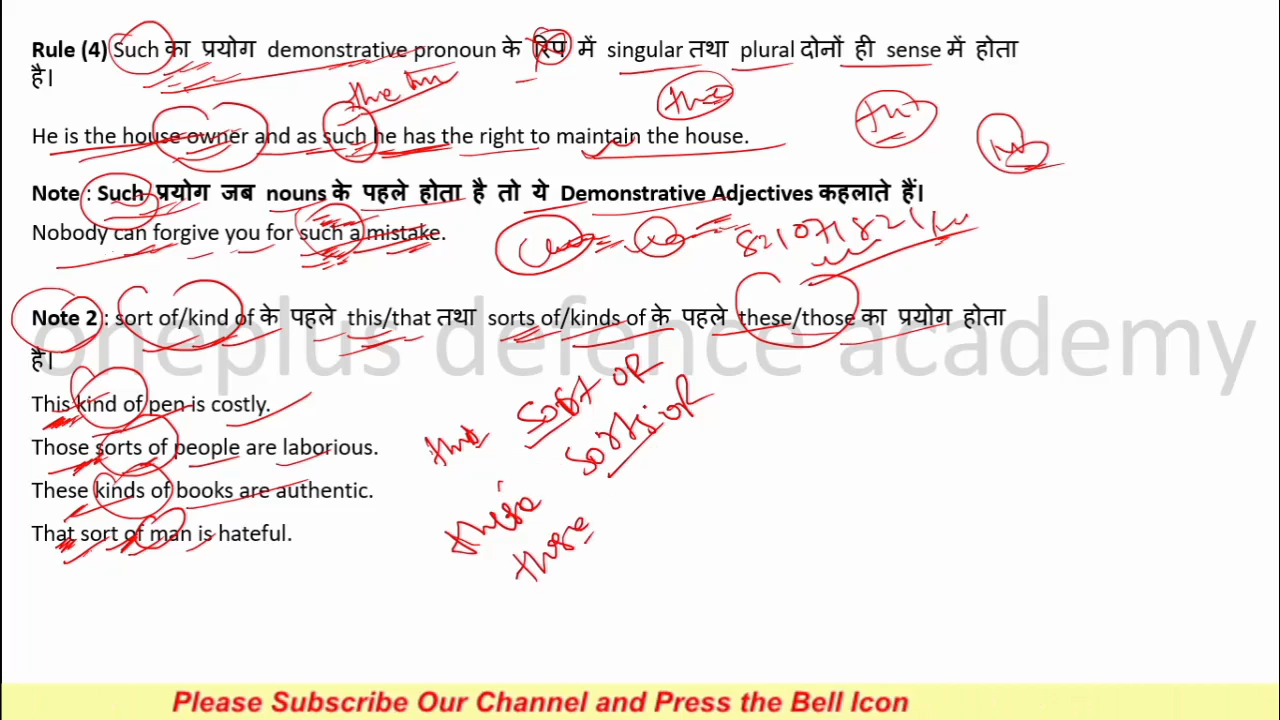 Rule (4) Such का प्रयोग demonstrative pronoun के रुप में singular तथा plural दोनों ही sense में होता
है।
He is the house owner and as such he has the right to maintain the house.
Note : Such प्रयोग जब nouns के पहले होता है तो ये Demonstrative Adjectives कहलाते हैं।
Nobody can forgive you for such a mistake.
Note 2 : sort of/kind of के पहले this/that तथा sorts of/kinds of के पहले these/those का प्रयोग होता
है।
oneplus defence academy
This kind of pen is costly.
Those sorts of people are laborious.
These kinds of books are authentic.
That sort of man is hateful.
sort of
sorts of
these
those
Please Subscribe Our Channel and Press the Bell Icon